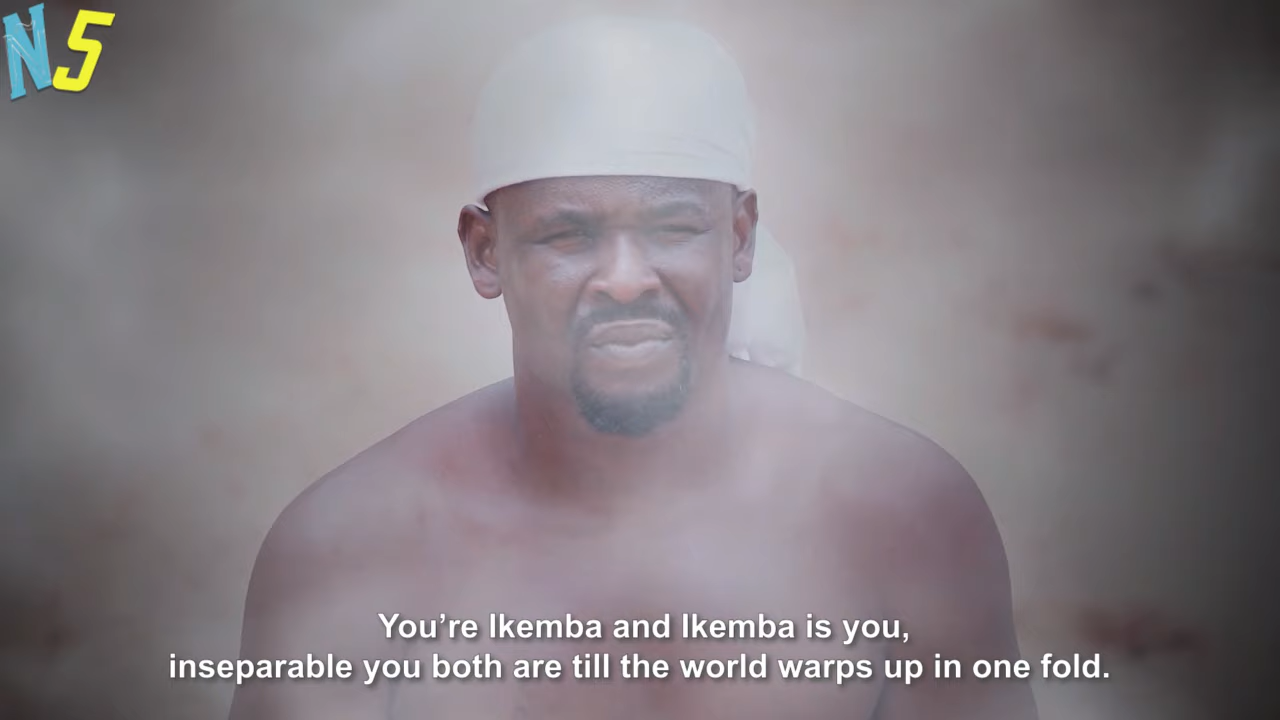 N5
You're Ikemba and Ikemba is you,
inseparable you both are till the world warps up in one fold.